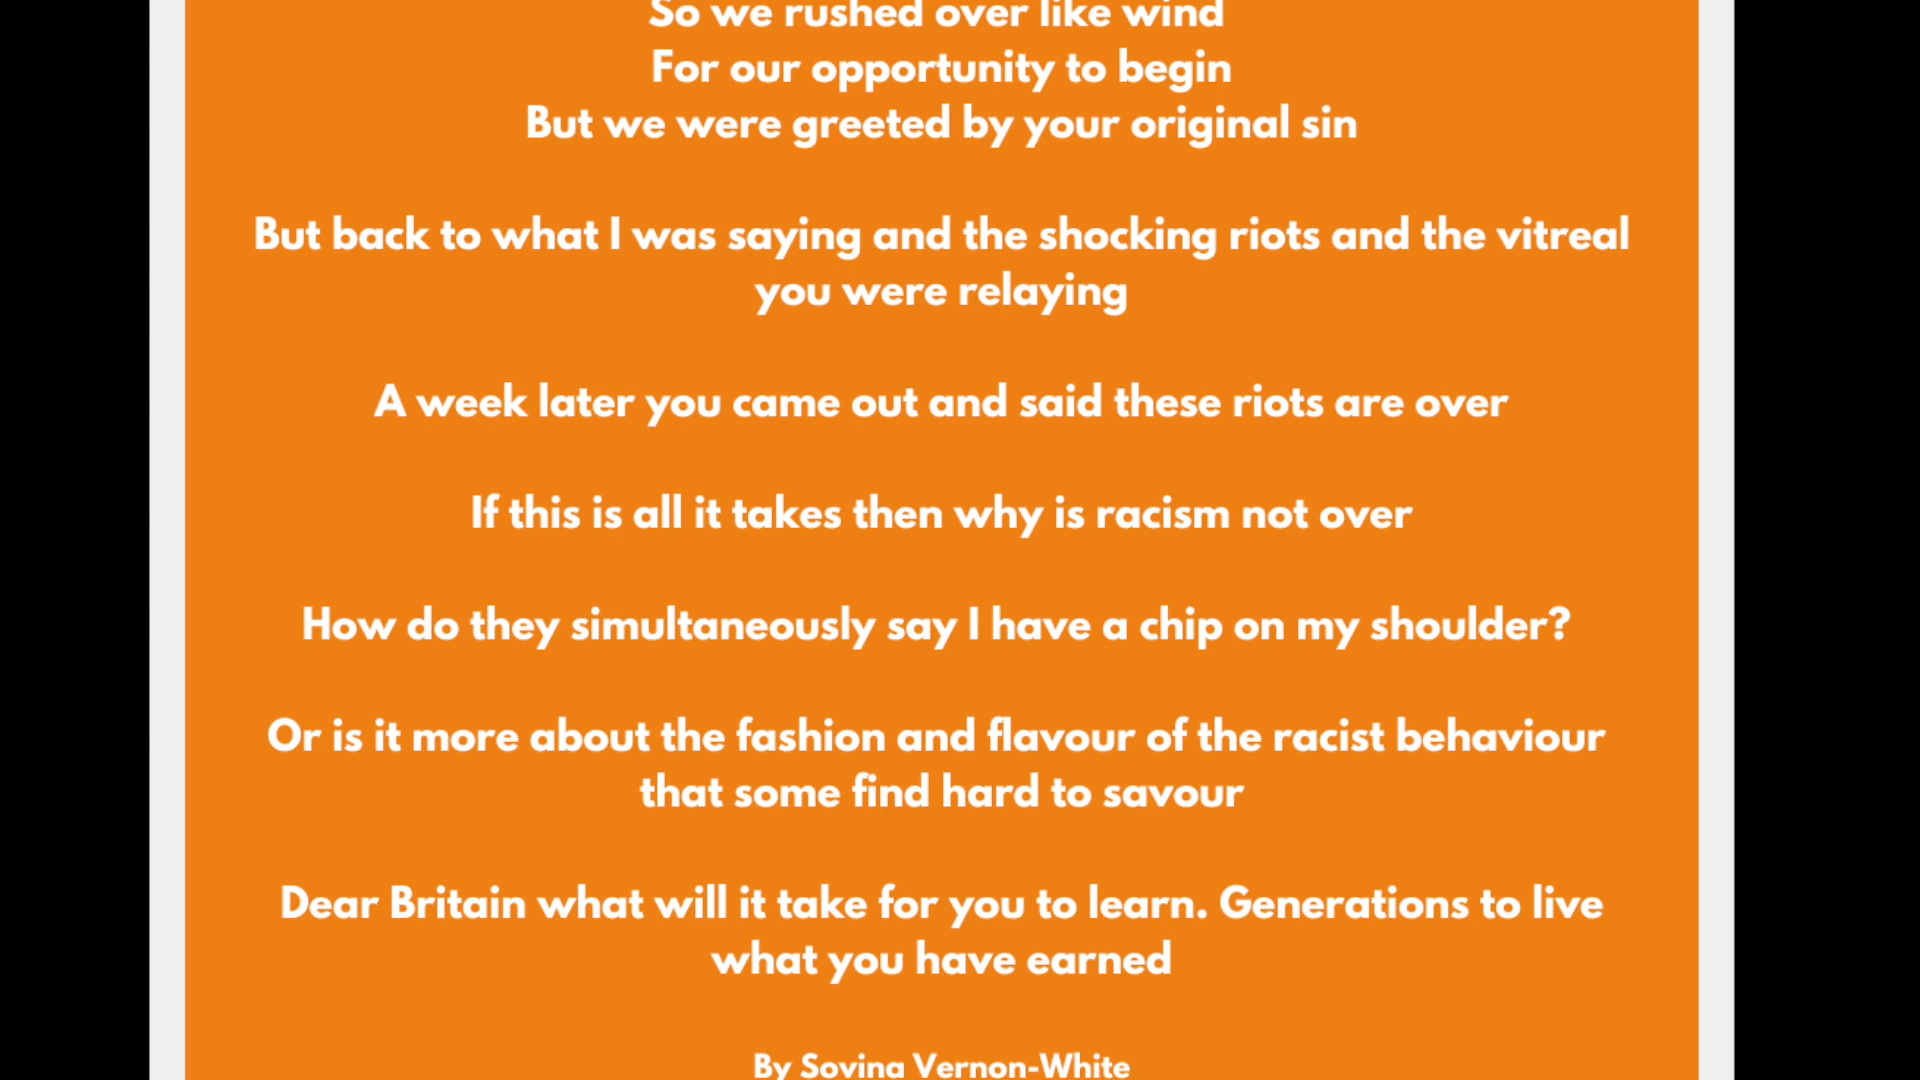 So we rushed over like wind
For our opportunity to begin
But we were greeted by your original sin
But back to what I was saying and the shocking riots and the vitreal
you were relaying
A week later you came out and said these riots are over
If this is all it takes then why is racism not over
How do they simultaneously say I have a chip on my shoulder?
Or is it more about the fashion and flavour of the racist behaviour
that some find hard to savour
Dear Britain what will it take for you to learn. Generations to live
what you have earned
By Sovina Vernon-White